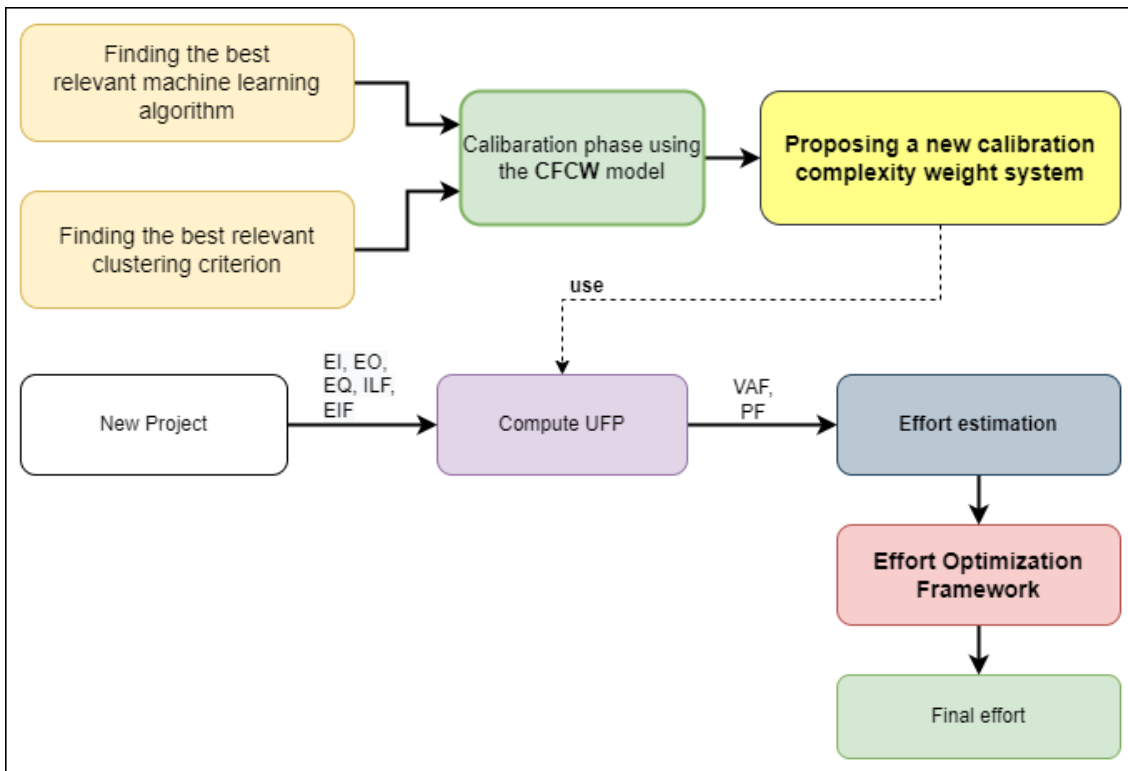 Finding the best
relevant machine learning
algorithm
Finding the best relevant
clustering criterion
Calibaration phase using
the CFCW model
Proposing a new calibration
complexity weight system
use
New Project
EI, EO,
EQ, ILF,
EIF
Compute UFP
VAF,
PF
Effort estimation
Effort Optimization
Framework
Final effort